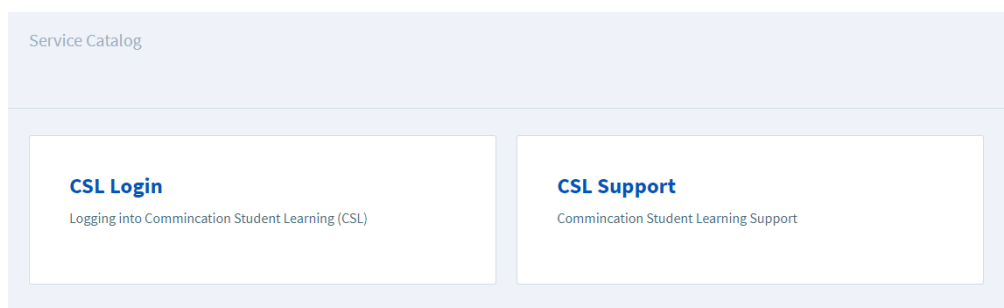 Service Catalog
CSL Login
Logging into Commincation Student Learning (CSL)
CSL Support
Commincation Student Learning Support